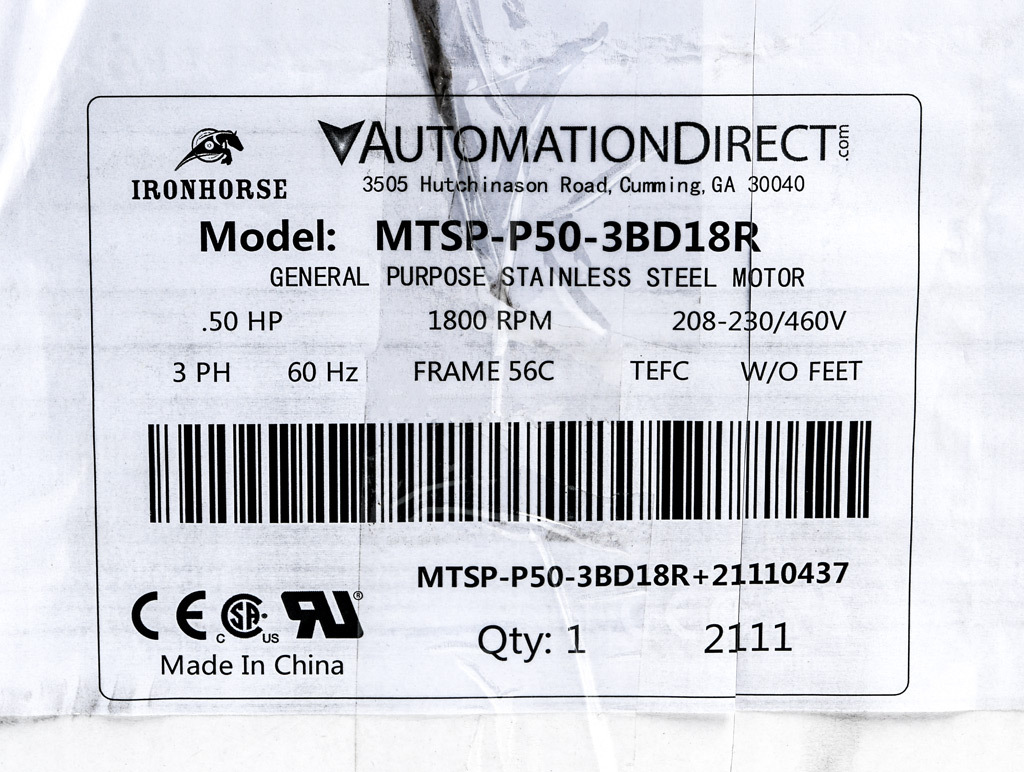 AUTOMATIONDIRECT.com
IRONHORSE
3505 Hutchinason Road, Cumming, GA 30040
Model: MTSP-P50-3BD18R
GENERAL PURPOSE STAINLESS STEEL MOTOR
.50 HP 1800 RPM 208-230/460V
3 PH 60 Hz FRAME 56C TEFC W/O FEET
MTSP-P50-3BD18R+21110437
CE C SA US RU ®
Qty: 1 2111
Made In China